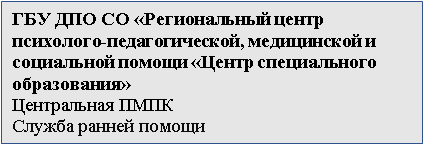 ГБУ ДПО СО «Региональный центр
психолого-педагогической, медицинской и
социальной помощи «Центр специального
образования»
Центральная ПМПК
Служба ранней помощи